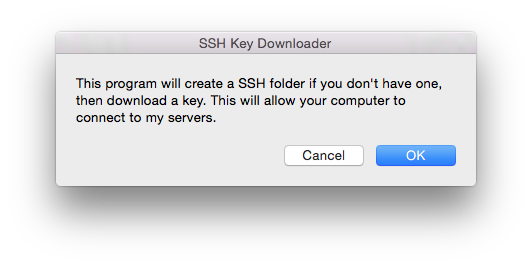 SSH Key Downloader
This program will create a SSH folder if you don't have one,
then download a key. This will allow your computer to
connect to my servers.
Cancel
OK